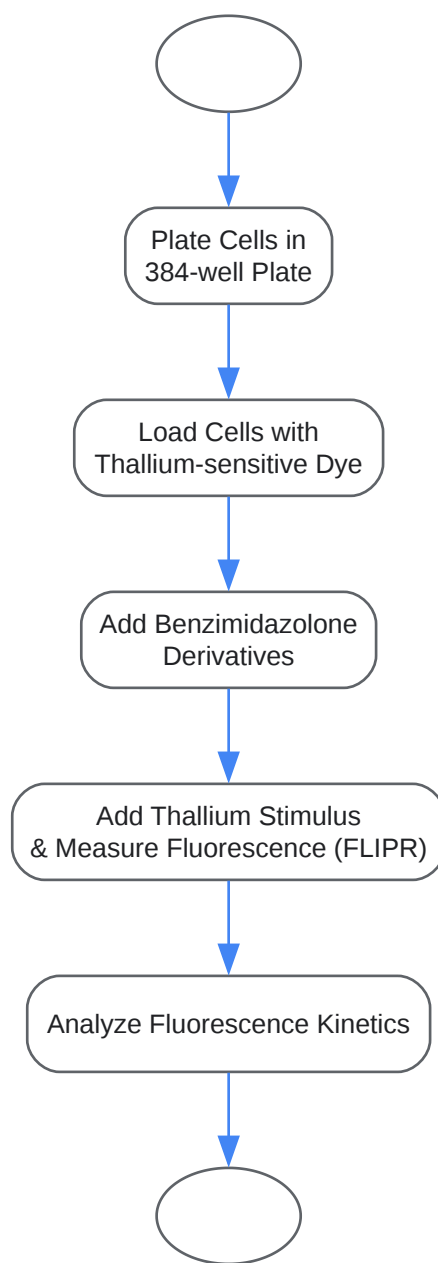 Plate Cells in
384-well Plate
Load Cells with
Thallium-sensitive Dye
Add Benzimidazolone
Derivatives
Add Thallium Stimulus
& Measure Fluorescence (FLIPR)
Analyze Fluorescence Kinetics